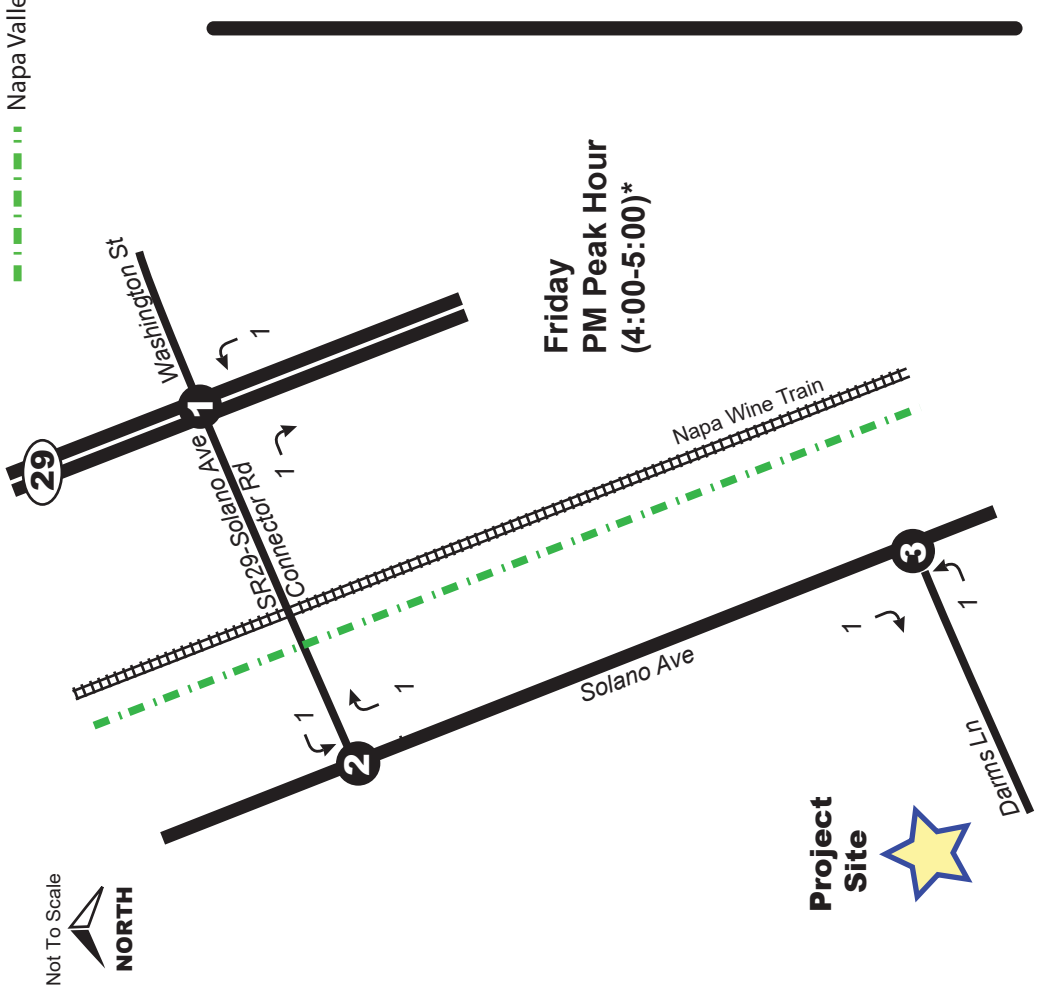 Napa Valle
Not To Scale
NORTH
29
Washington St
1
SR29-Solano Ave
Connector Rd
1
1
Napa Wine Train
Friday
PM Peak Hour
(4:00-5:00)*
2
1
1
Solano Ave
3
1
1
Darms Ln
Project
Site